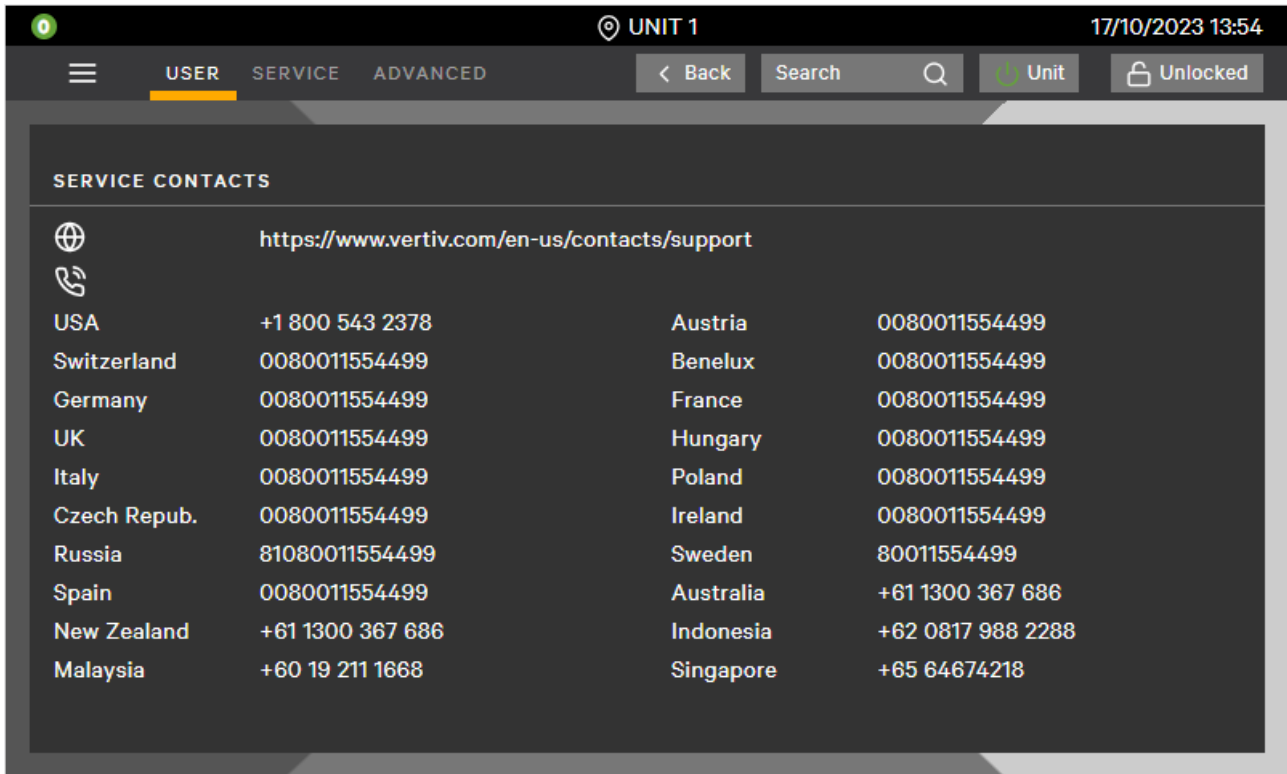 0 UNIT 1 17/10/2023 13:54
USER SERVICE ADVANCED Back Search Unit Unlocked
SERVICE CONTACTS
https://www.vertiv.com/en-us/contacts/support
USA +1 800 543 2378 Austria 0080011554499
Switzerland 0080011554499 Benelux 0080011554499
Germany 0080011554499 France 0080011554499
UK 0080011554499 Hungary 0080011554499
Italy 0080011554499 Poland 0080011554499
Czech Repub. 0080011554499 Ireland 0080011554499
Russia 81080011554499 Sweden 80011554499
Spain 0080011554499 Australia +61 1300 367 686
New Zealand +61 1300 367 686 Indonesia +62 0817 988 2288
Malaysia +60 19 211 1668 Singapore +65 64674218